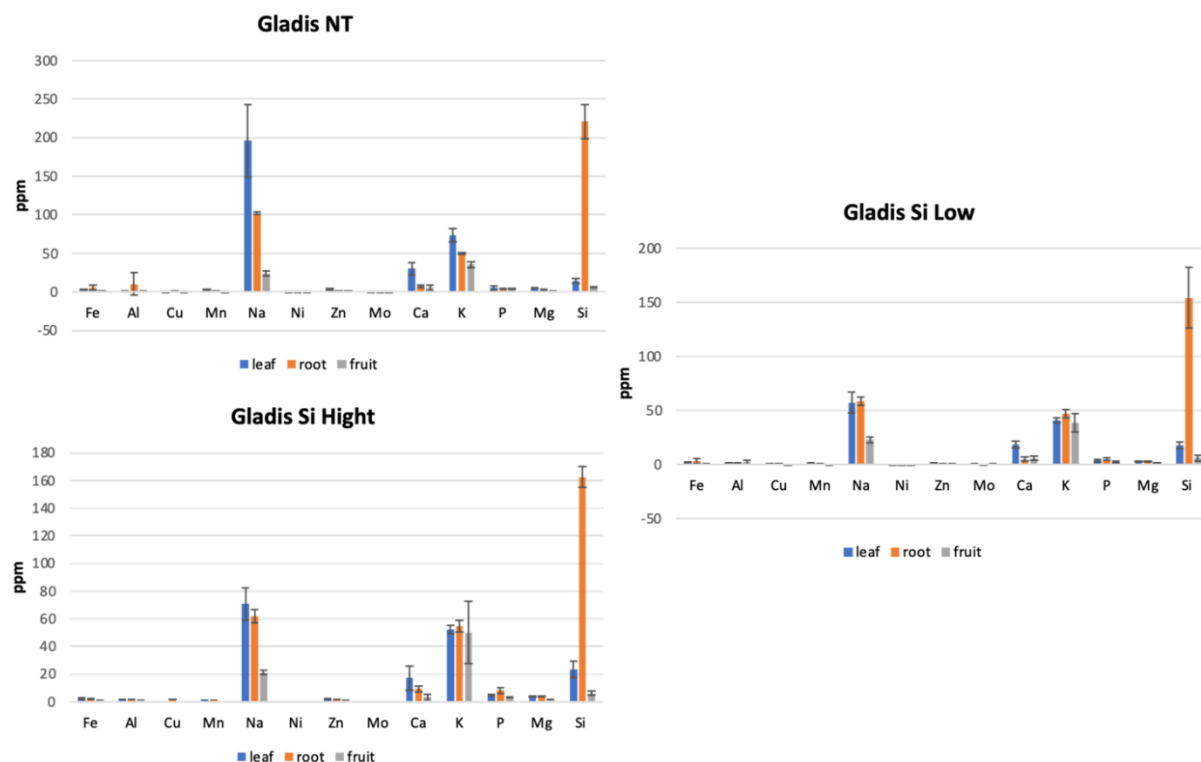 Gladis NT
300
250
200
150
100
50
0
-50
ppm
Fe Al Cu Mn Na Ni Zn Mo Ca K P Mg Si
leaf root fruit
Gladis Si Hight
180
160
140
120
100
80
60
40
20
0
ppm
Fe Al Cu Mn Na Ni Zn Mo Ca K P Mg Si
leaf root fruit
Gladis Si Low
200
150
100
50
0
-50
ppm
Fe Al Cu Mn Na Ni Zn Mo Ca K P Mg Si
leaf root fruit